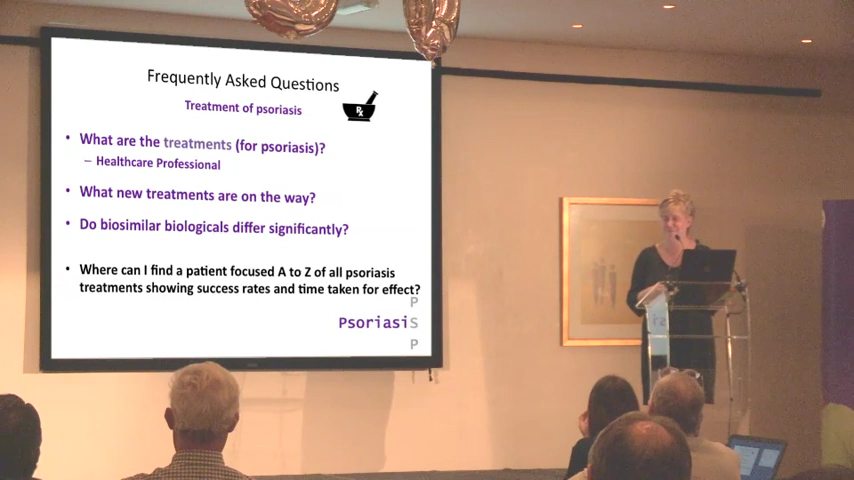 Frequently Asked Questions
Treatment of psoriasis
Rx
• What are the treatments (for psoriasis)?
– Healthcare Professional
• What new treatments are on the way?
• Do biosimilar biologicals differ significantly?
• Where can I find a patient focused A to Z of all psoriasis
treatments showing success rates and time taken for effect?
P
PsoriasiS
P